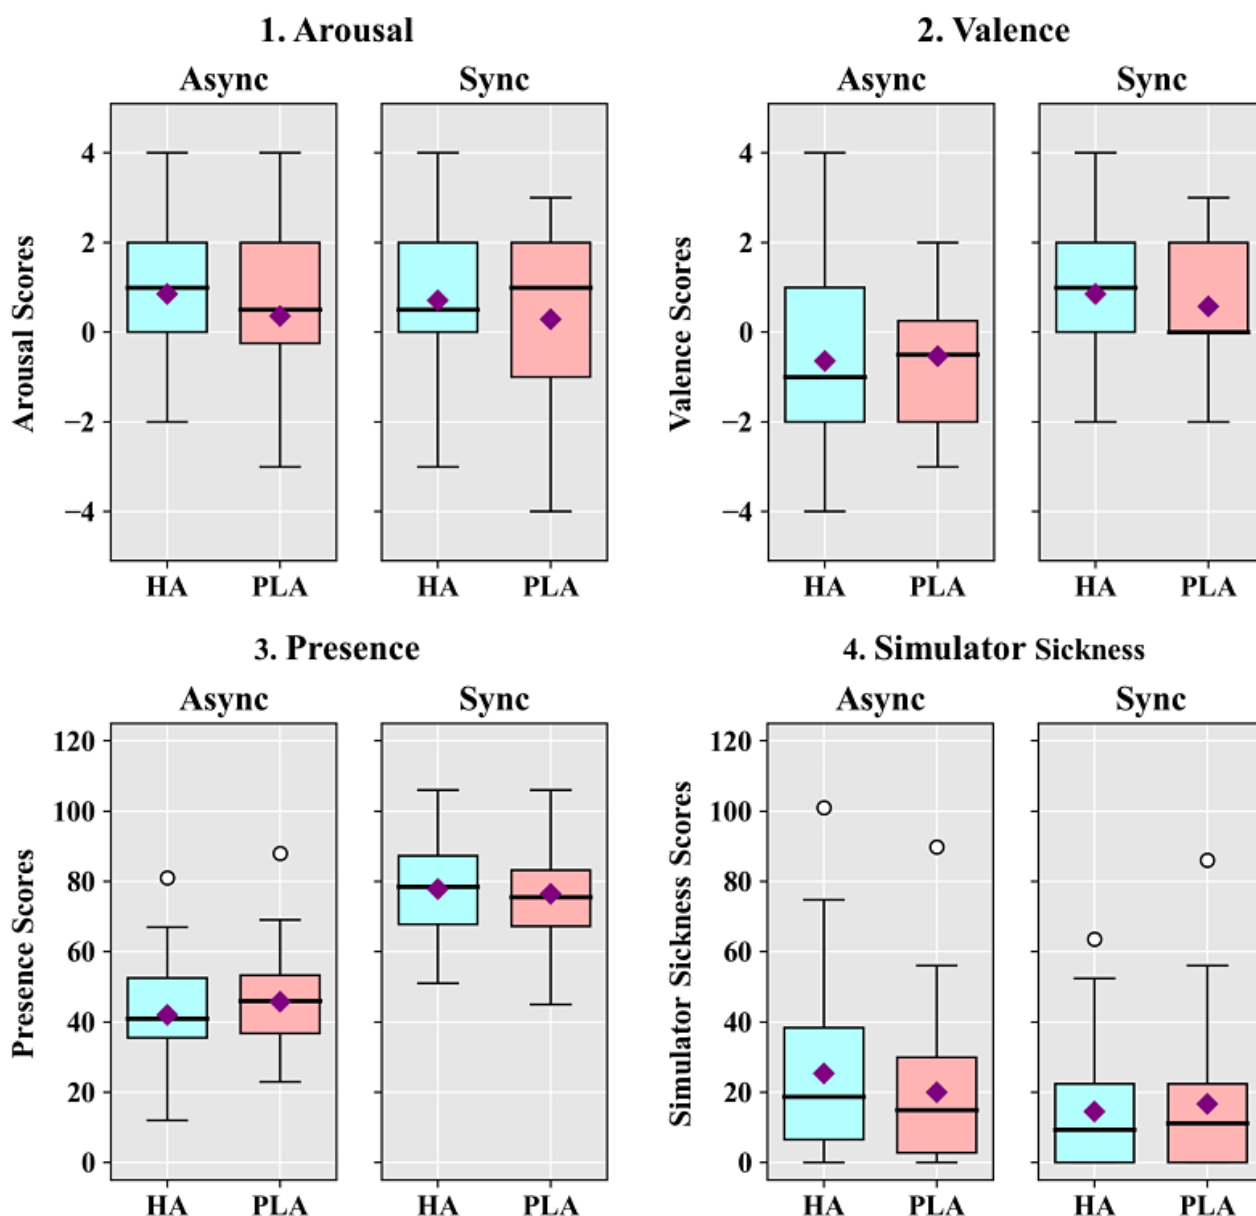 1. Arousal
Async Sync
Arousal Scores
4
2
0
−2
−4
HA PLA HA PLA
2. Valence
Async Sync
Valence Scores
4
2
0
−2
−4
HA PLA HA PLA
3. Presence
Async Sync
Presence Scores
120
100
80
60
40
20
0
HA PLA HA PLA
4. Simulator Sickness
Async Sync
Simulator Sickness Scores
120
100
80
60
40
20
0
HA PLA HA PLA